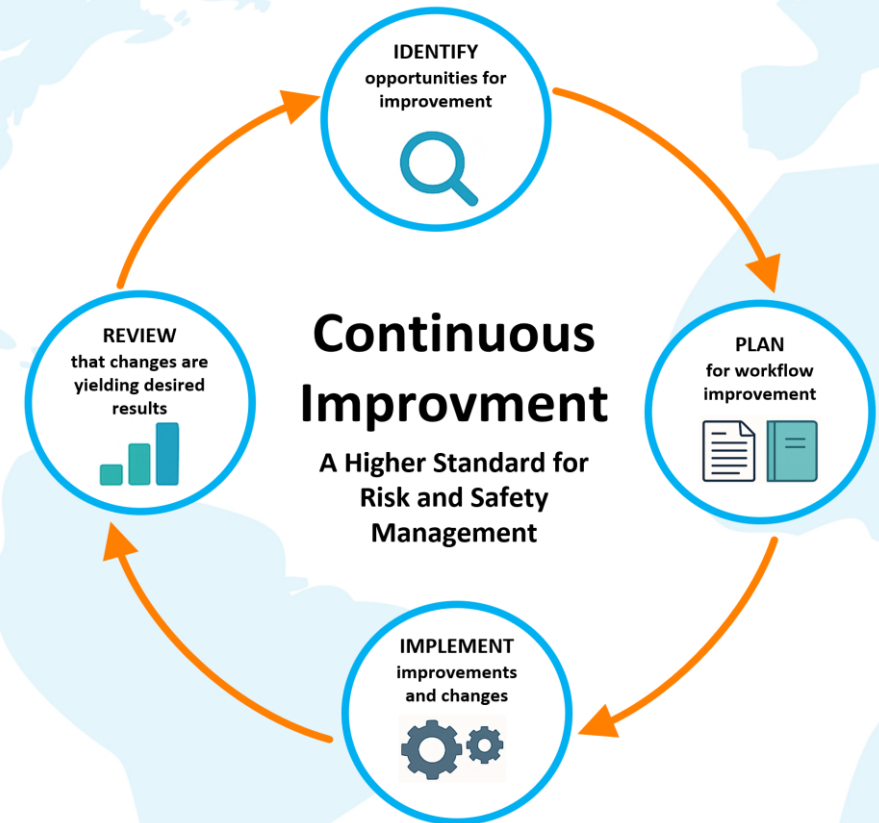 IDENTIFY
opportunities for
improvement
Continuous
Improvment
A Higher Standard for
Risk and Safety
Management
PLAN
for workflow
improvement
IMPLEMENT
improvements
and changes
REVIEW
that changes are
yielding desired
results